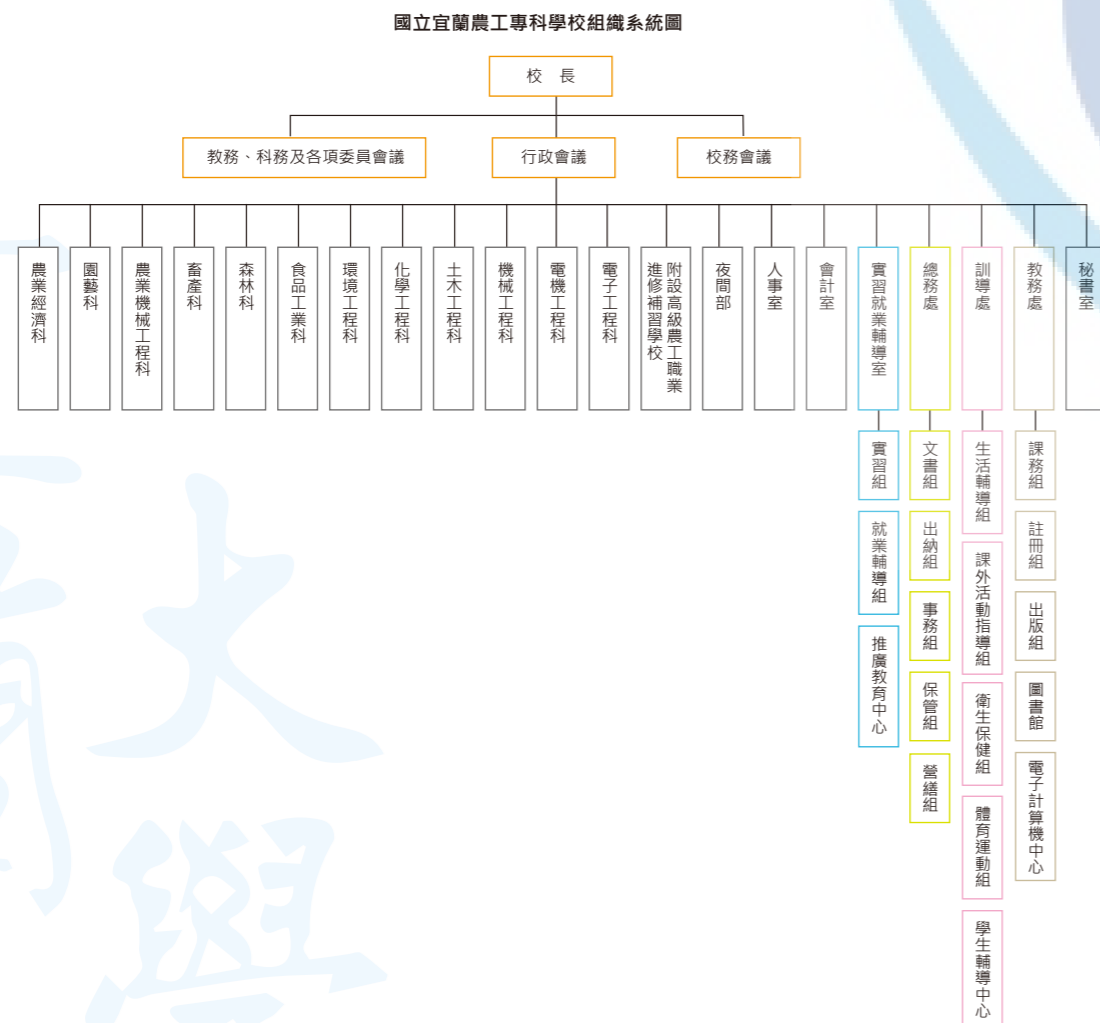 國立宜蘭農工專科學校組織系統圖
校 長
教務、科務及各項委員會議
行政會議
校務會議
農業經濟科
園藝科
農業機械工程科
畜產科
森林科
食品工業科
環境工程科
化學工程科
土木工程科
機械工程科
電機工程科
電子工程科
附設高級農工職業
進修補習學校
夜間部
人事室
會計室
實習就業輔導室
總務處
訓導處
教務處
秘書室
實習組
就業輔導組
推廣教育中心
文書組
出納組
事務組
保管組
營繕組
生活輔導組
課外活動指導組
衛生保健組
體育運動組
學生輔導中心
課務組
註冊組
出版組
圖書館
電子計算機中心
大
學